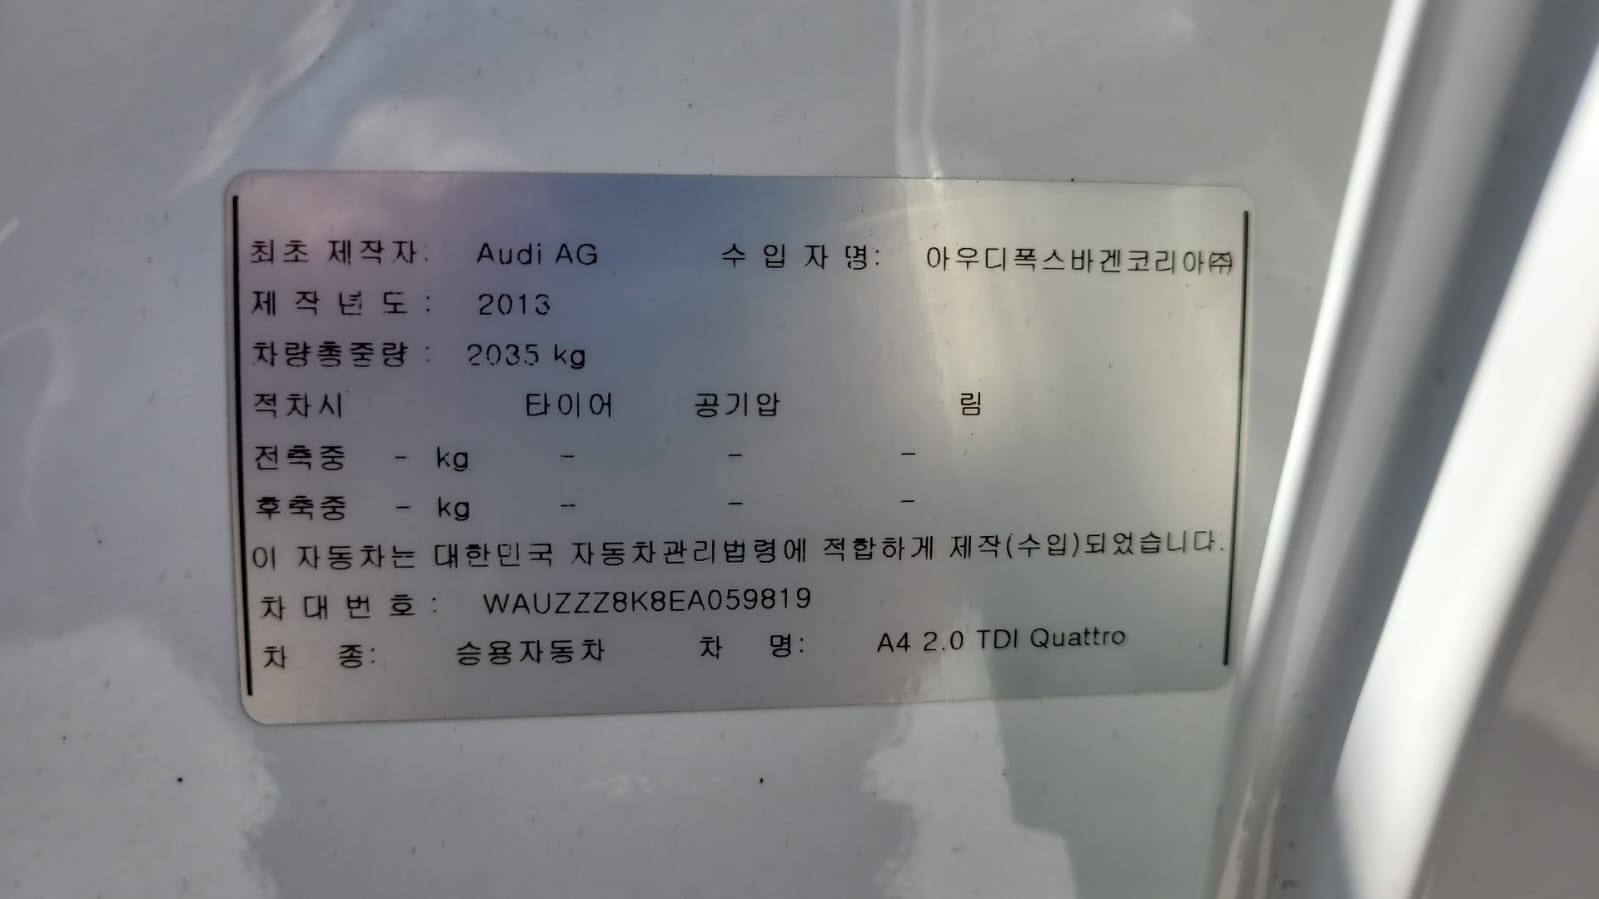 최초 제작자: Audi AG 수 입 자 명: 아우디폭스바겐코리아㈜
제 작 년 도 : 2013
차량총중량 : 2035 kg
적차시 타이어 공기압 림
전축중 - kg - - -
후축중 - kg -- - -
이 자동차는 대한민국 자동차관리법령에 적합하게 제작(수입)되었습니다.
차 대 번 호 : WAUZZZ8K8EA059819
차 종: 승용자동차 차 명: A4 2.0 TDI Quattro